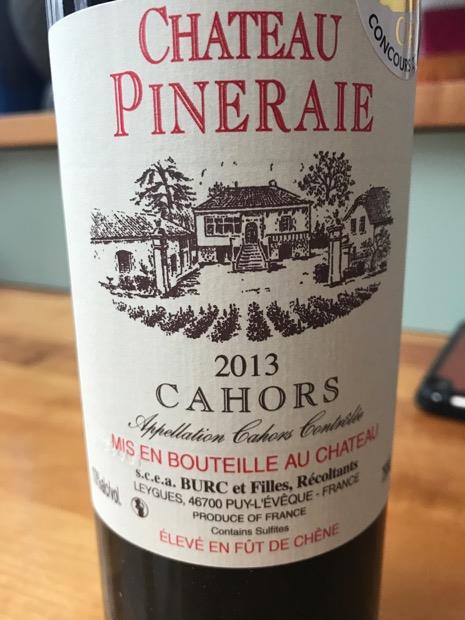 CONCOURS
CHATEAU
PINERAIE
2013
CAHORS
Appellation Cahors Contrôlée
MIS EN BOUTEILLE AU CHATEAU
s.c.e.a. BURC et Filles, Récoltants
LEYGUES, 46700 PUY-L'ÉVÊQUE - FRANCE
PRODUCE OF FRANCE
Contains Sulfites
ÉLEVÉ EN FÛT DE CHÊNE